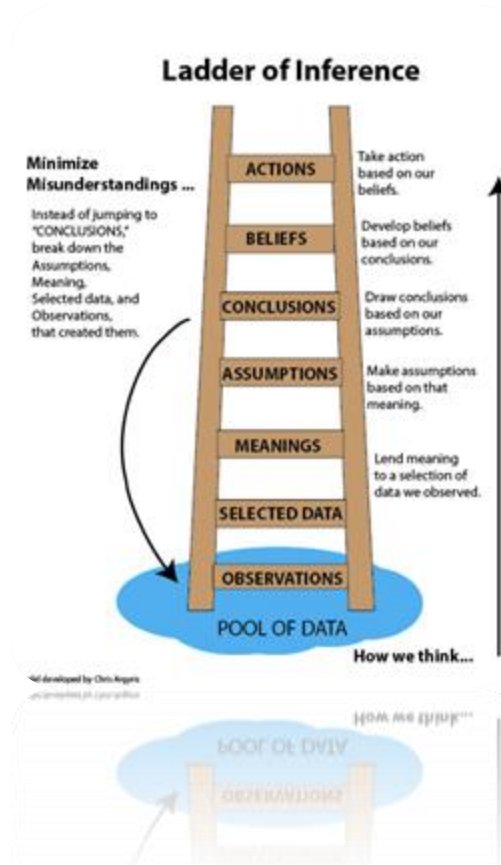 Ladder of Inference
Minimize
Misunderstandings ...
Instead of jumping to
"CONCLUSIONS,"
break down the
Assumptions,
Meaning,
Selected data, and
Observations,
that created them.
ACTIONS
Take action
based on our
beliefs.
BELIEFS
Develop beliefs
based on our
conclusions.
CONCLUSIONS
Draw conclusions
based on our
assumptions.
ASSUMPTIONS
Make assumptions
based on that
meaning.
MEANINGS
Lend meaning
to a selection of
data we observed.
SELECTED DATA
OBSERVATIONS
POOL OF DATA
How we think...
developed by Chris Argyris